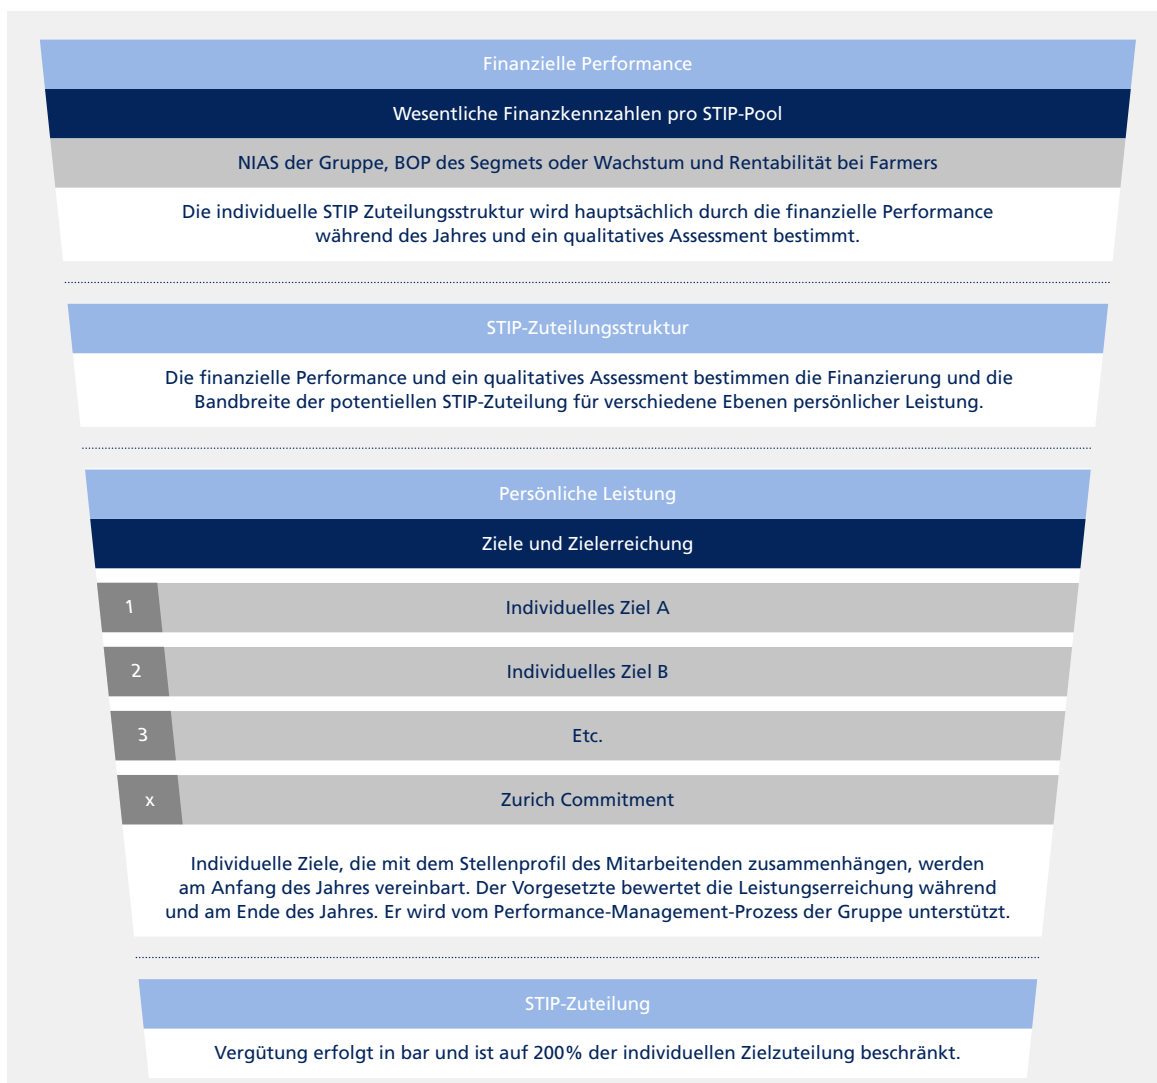 Finanzielle Performance
Wesentliche Finanzkennzahlen pro STIP-Pool
NIAS der Gruppe, BOP des Segmets oder Wachstum und Rentabilität bei Farmers
Die individuelle STIP Zuteilungsstruktur wird hauptsächlich durch die finanzielle Performance
während des Jahres und ein qualitatives Assessment bestimmt.
STIP-Zuteilungsstruktur
Die finanzielle Performance und ein qualitatives Assessment bestimmen die Finanzierung und die
Bandbreite der potentiellen STIP-Zuteilung für verschiedene Ebenen persönlicher Leistung.
Persönliche Leistung
Ziele und Zielerreichung
1 Individuelles Ziel A
2 Individuelles Ziel B
3 Etc.
x Zurich Commitment
Individuelle Ziele, die mit dem Stellenprofil des Mitarbeitenden zusammenhängen, werden
am Anfang des Jahres vereinbart. Der Vorgesetzte bewertet die Leistungserreichung während
und am Ende des Jahres. Er wird vom Performance-Management-Prozess der Gruppe unterstützt.
STIP-Zuteilung
Vergütung erfolgt in bar und ist auf 200% der individuellen Zielzuteilung beschränkt.